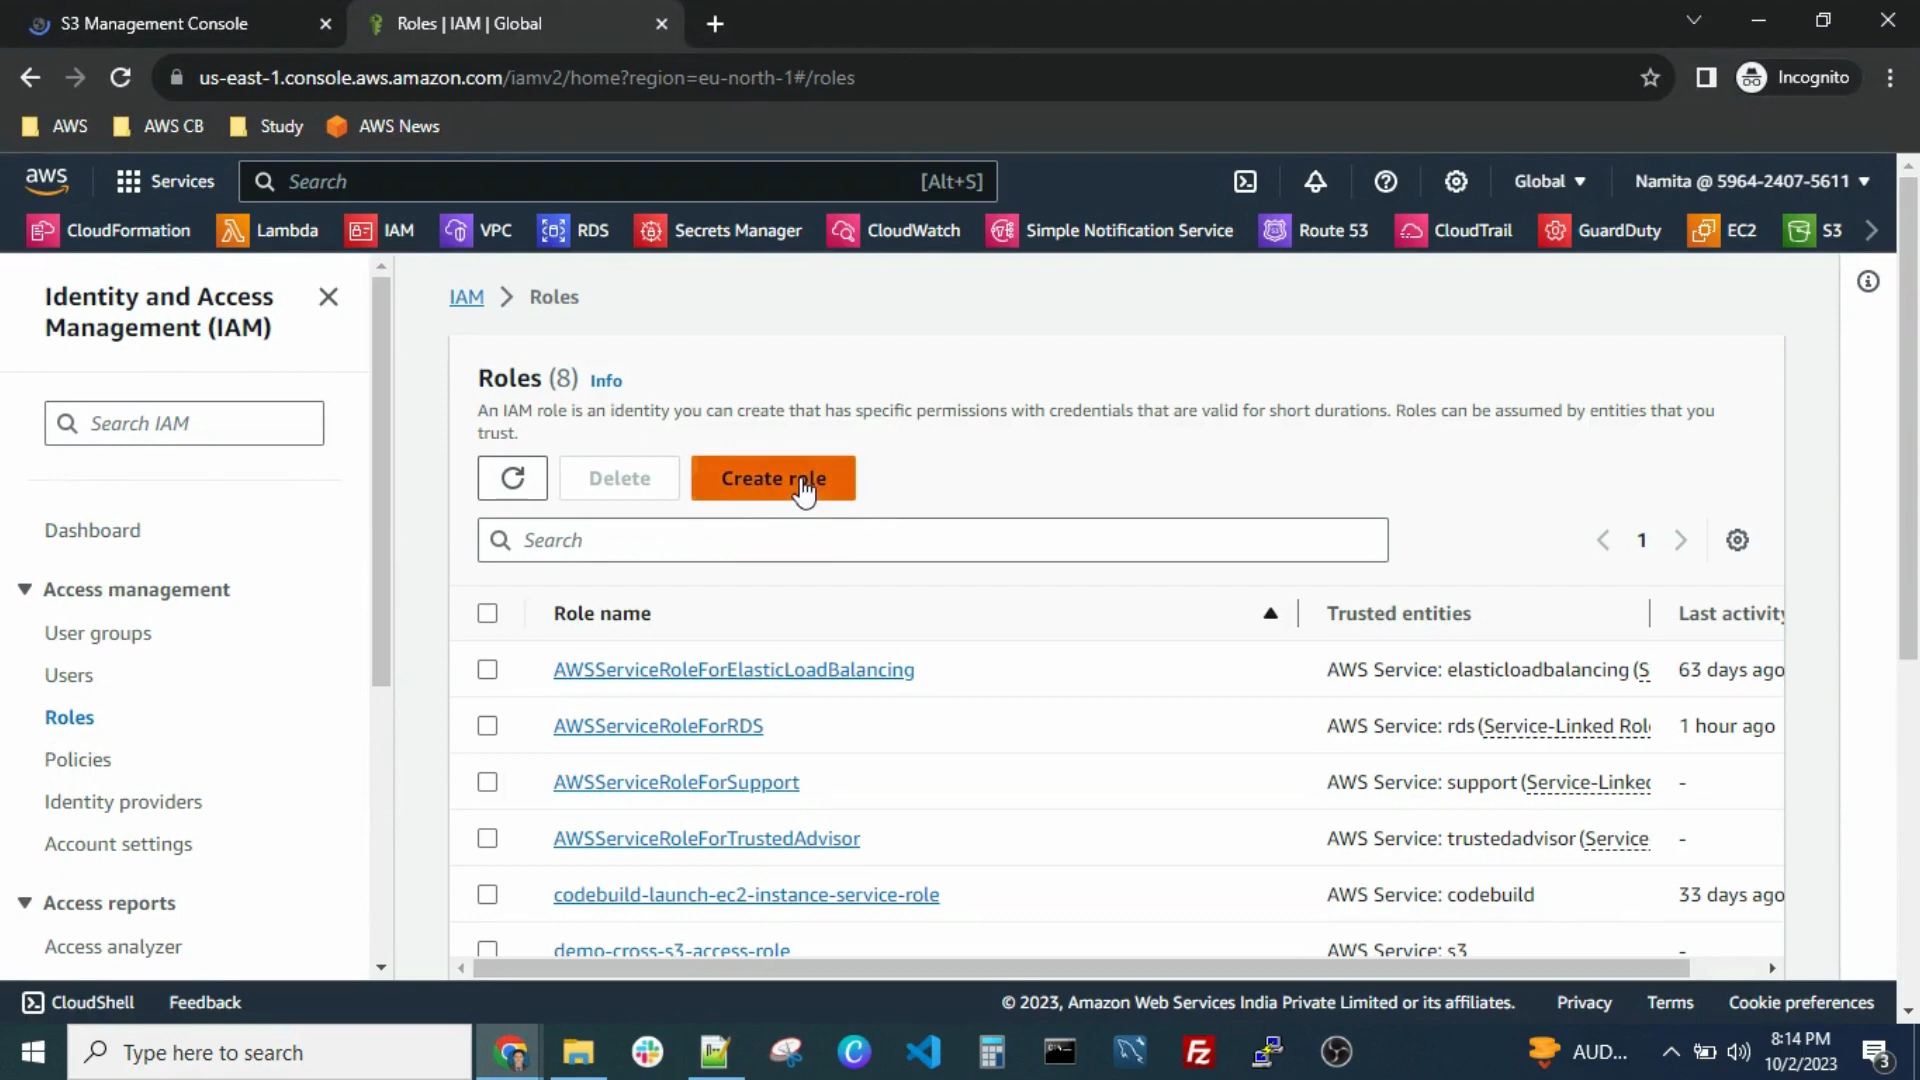 S3 Management Console
Roles | IAM | Global
us-east-1.console.aws.amazon.com/iamv2/home?region=eu-north-1#/roles
Incognito
AWS
AWS CB
Study
AWS News
aws
Services
Search
[Alt+S]
Global
Namita @ 5964-2407-5611
CloudFormation
Lambda
IAM
VPC
RDS
Secrets Manager
CloudWatch
Simple Notification Service
Route 53
CloudTrail
GuardDuty
EC2
S3
Identity and Access
Management (IAM)
Search IAM
Dashboard
Access management
User groups
Users
Roles
Policies
Identity providers
Account settings
Access reports
Access analyzer
IAM > Roles
Roles (8) Info
An IAM role is an identity you can create that has specific permissions with credentials that are valid for short durations. Roles can be assumed by entities that you
trust.
Delete
Create role
Search
1
Role name
Trusted entities
Last activity
AWSServiceRoleForElasticLoadBalancing
AWS Service: elasticloadbalancing (S
63 days ago
AWSServiceRoleForRDS
AWS Service: rds (Service-Linked Role
1 hour ago
AWSServiceRoleForSupport
AWS Service: support (Service-Linked
-
AWSServiceRoleForTrustedAdvisor
AWS Service: trustedadvisor (Service
-
codebuild-launch-ec2-instance-service-role
AWS Service: codebuild
33 days ago
demo-cross-s3-access-role
AWS Service: s3
-
CloudShell
Feedback
© 2023, Amazon Web Services India Private Limited or its affiliates.
Privacy
Terms
Cookie preferences
Type here to search
AUD...
8:14 PM
10/2/2023
3